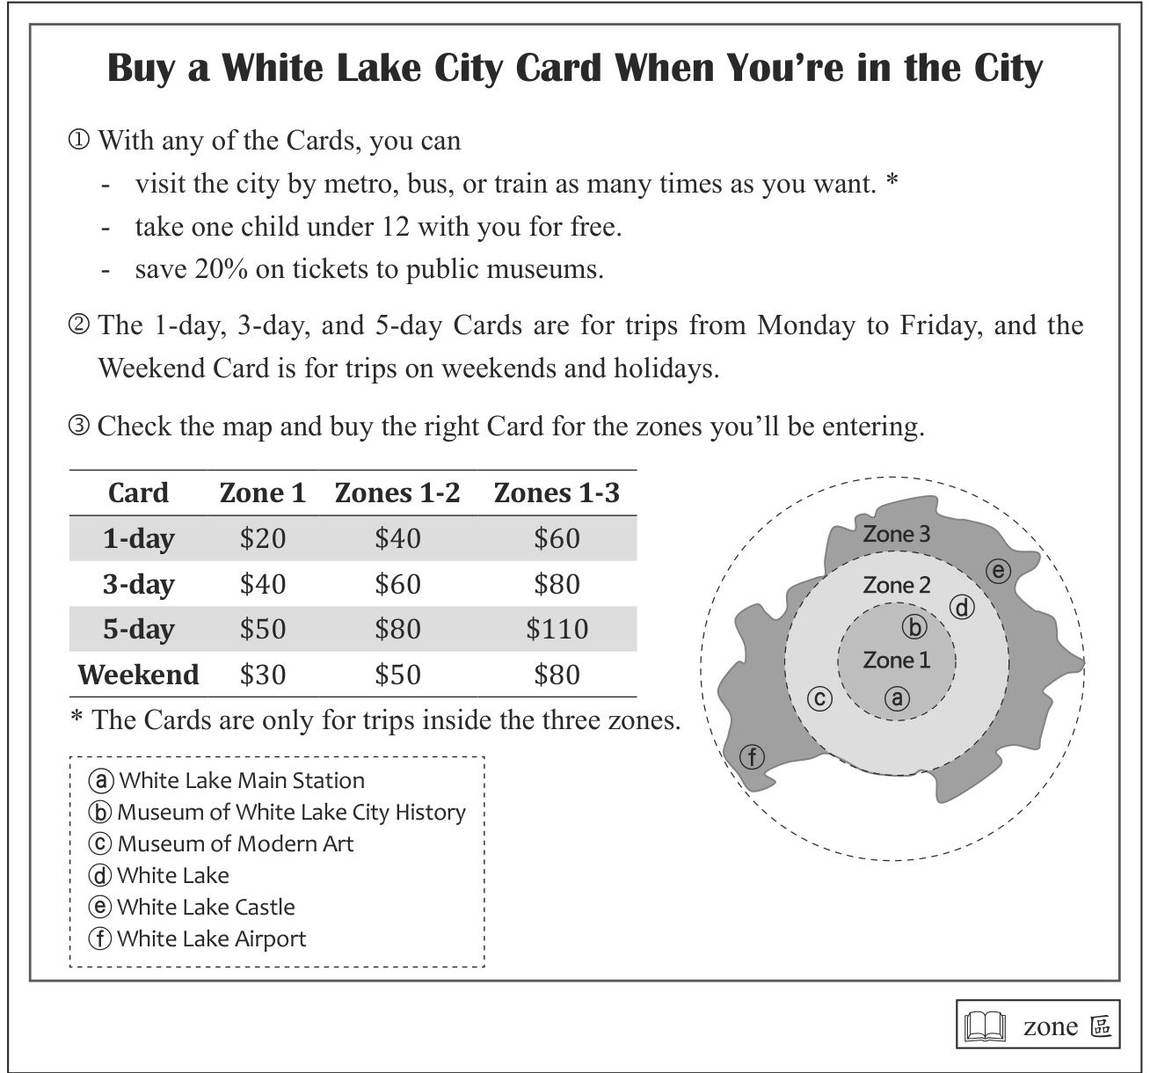 Buy a White Lake City Card When You're in the City
① With any of the Cards, you can
- visit the city by metro, bus, or train as many times as you want. *
- take one child under 12 with you for free.
- save 20% on tickets to public museums.
② The 1-day, 3-day, and 5-day Cards are for trips from Monday to Friday, and the
Weekend Card is for trips on weekends and holidays.
③ Check the map and buy the right Card for the zones you'll be entering.
Card Zone 1 Zones 1-2 Zones 1-3
1-day $20 $40 $60
3-day $40 $60 $80
5-day $50 $80 $110
Weekend $30 $50 $80
* The Cards are only for trips inside the three zones.
Zone 3
ⓔ
Zone 2
ⓓ
ⓑ
Zone 1
ⓒ
ⓐ
ⓕ
ⓐ White Lake Main Station
ⓑ Museum of White Lake City History
ⓒ Museum of Modern Art
ⓓ White Lake
ⓔ White Lake Castle
ⓕ White Lake Airport
zone 區